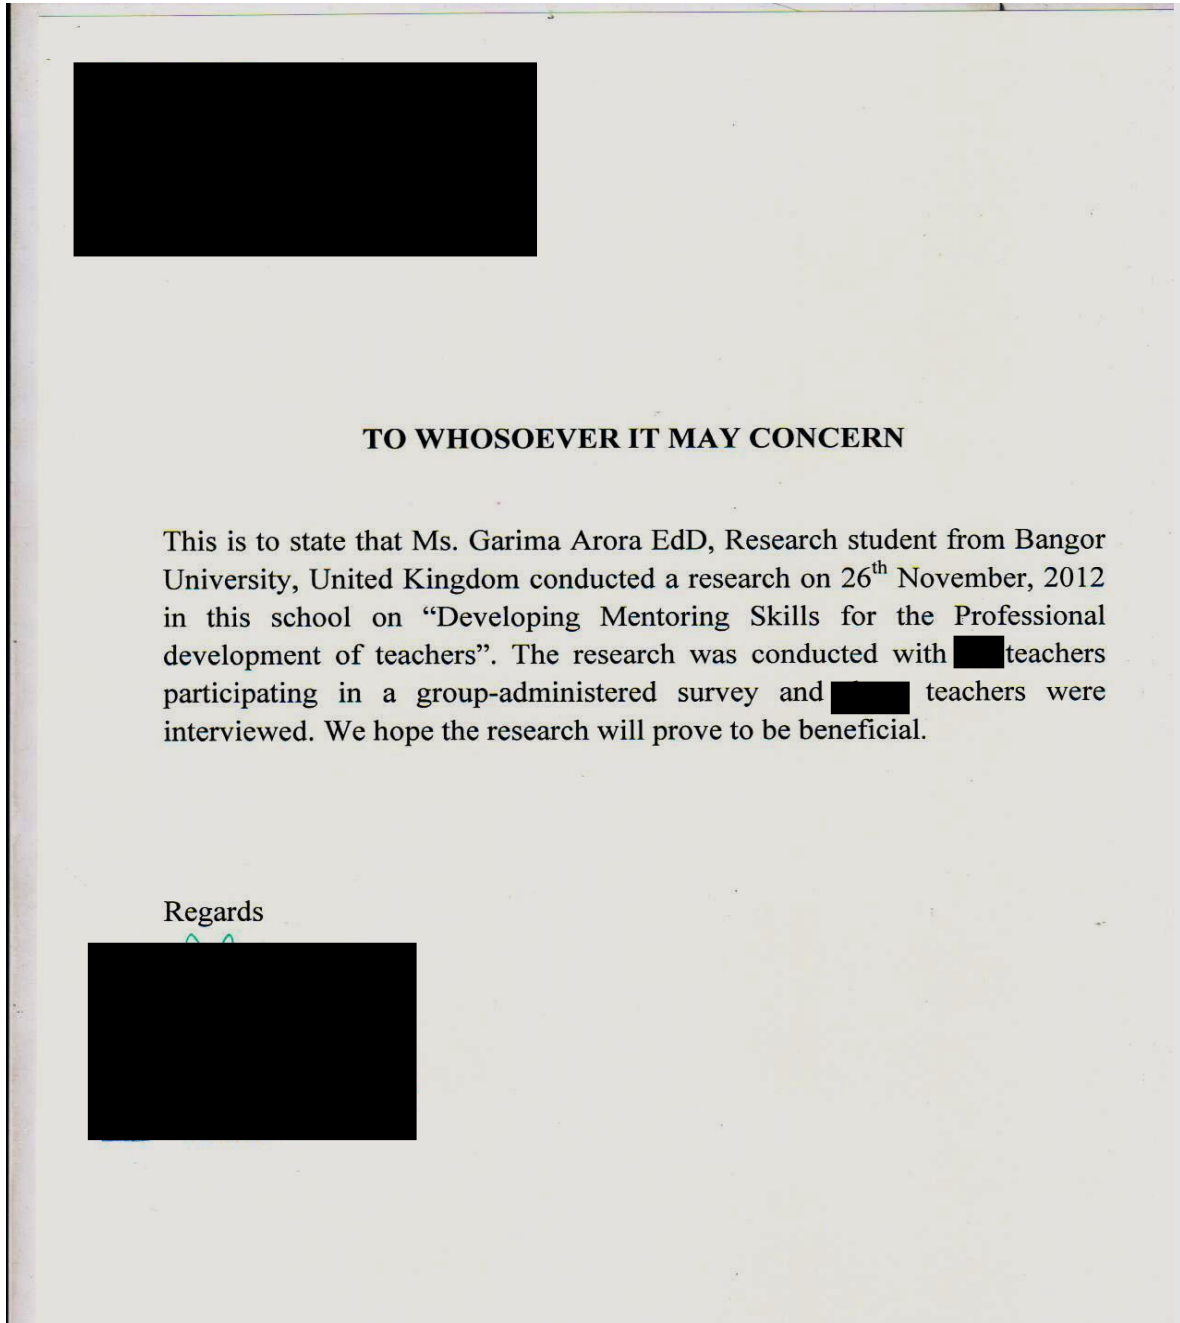 TO WHOSOEVER IT MAY CONCERN
This is to state that Ms. Garima Arora EdD, Research student from Bangor
University, United Kingdom conducted a research on 26th November, 2012
in this school on “Developing Mentoring Skills for the Professional
development of teachers”. The research was conducted with teachers
participating in a group-administered survey and teachers were
interviewed. We hope the research will prove to be beneficial.
Regards